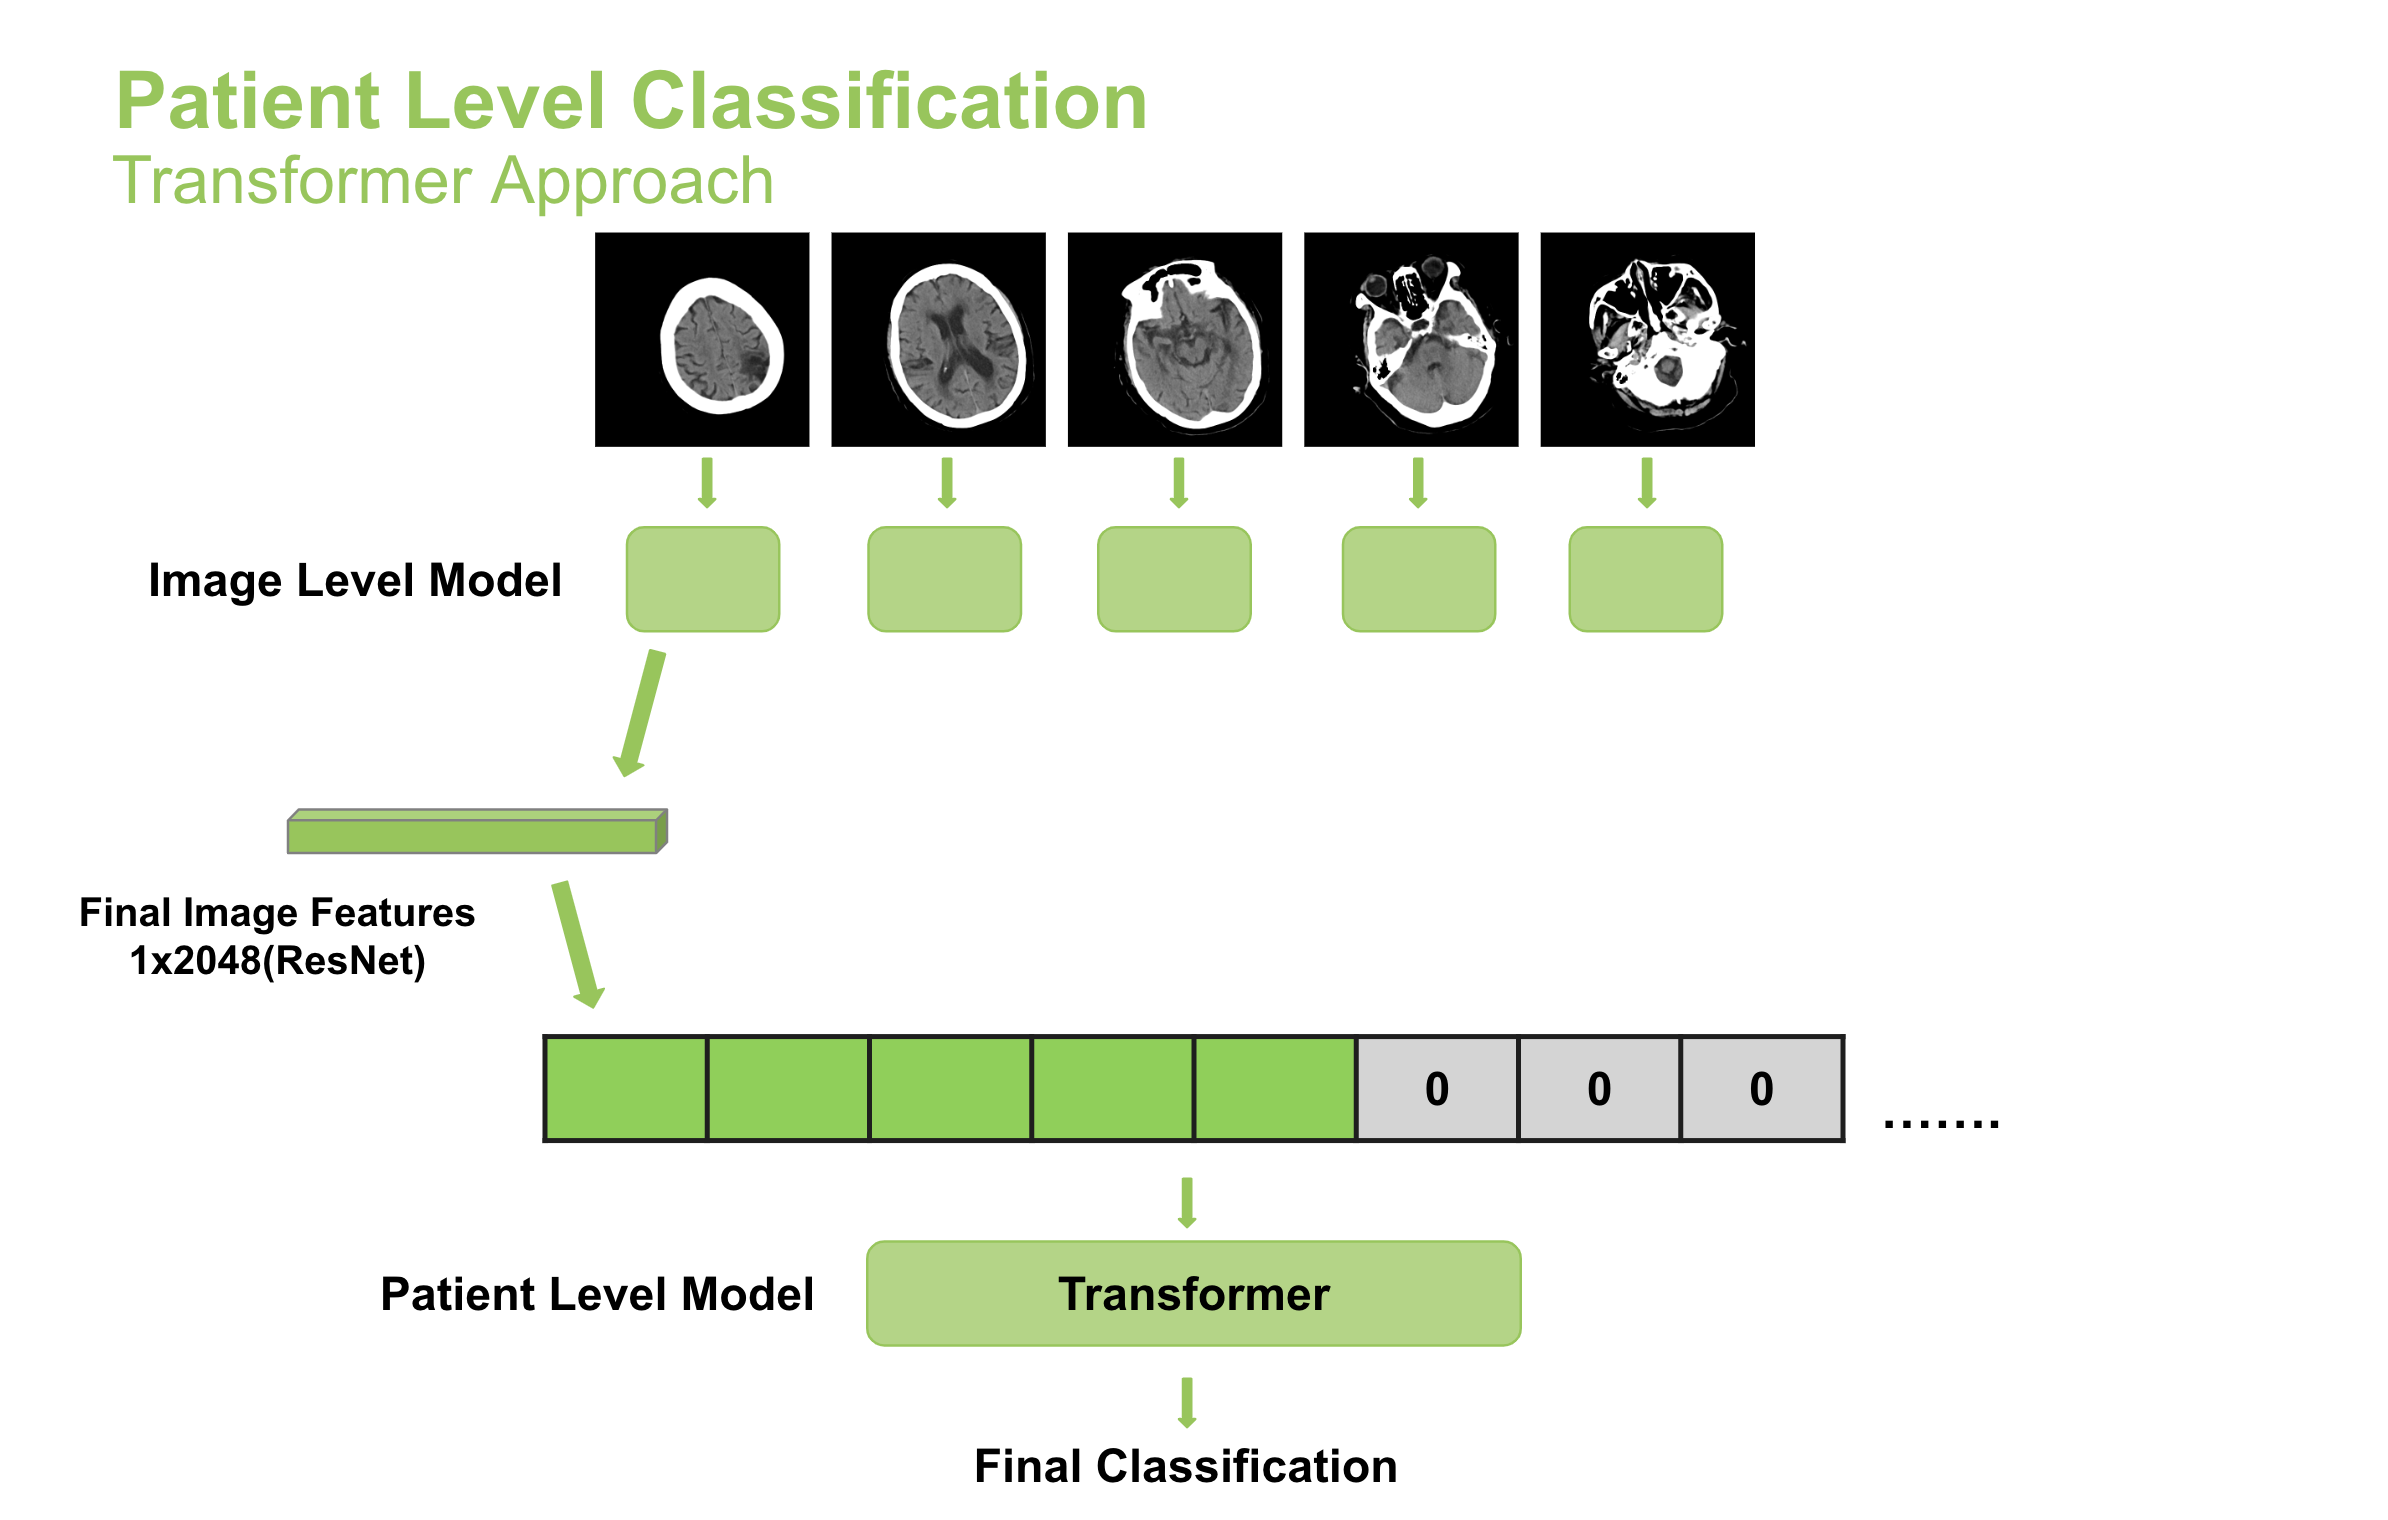 Patient Level Classification
Transformer Approach
Image Level Model
Final Image Features
1x2048(ResNet)
0 0 0 .......
Patient Level Model
Transformer
Final Classification